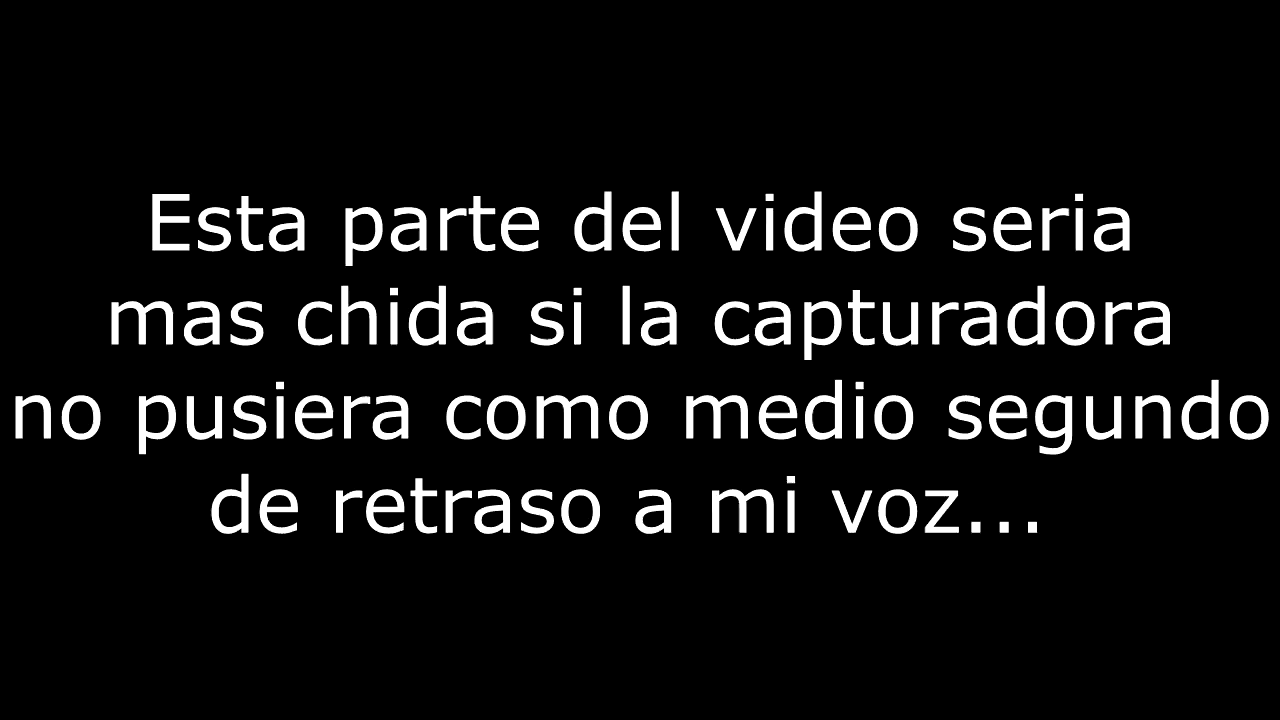 Esta parte del video seria
mas chida si la capturadora
no pusiera como medio segundo
de retraso a mi voz...